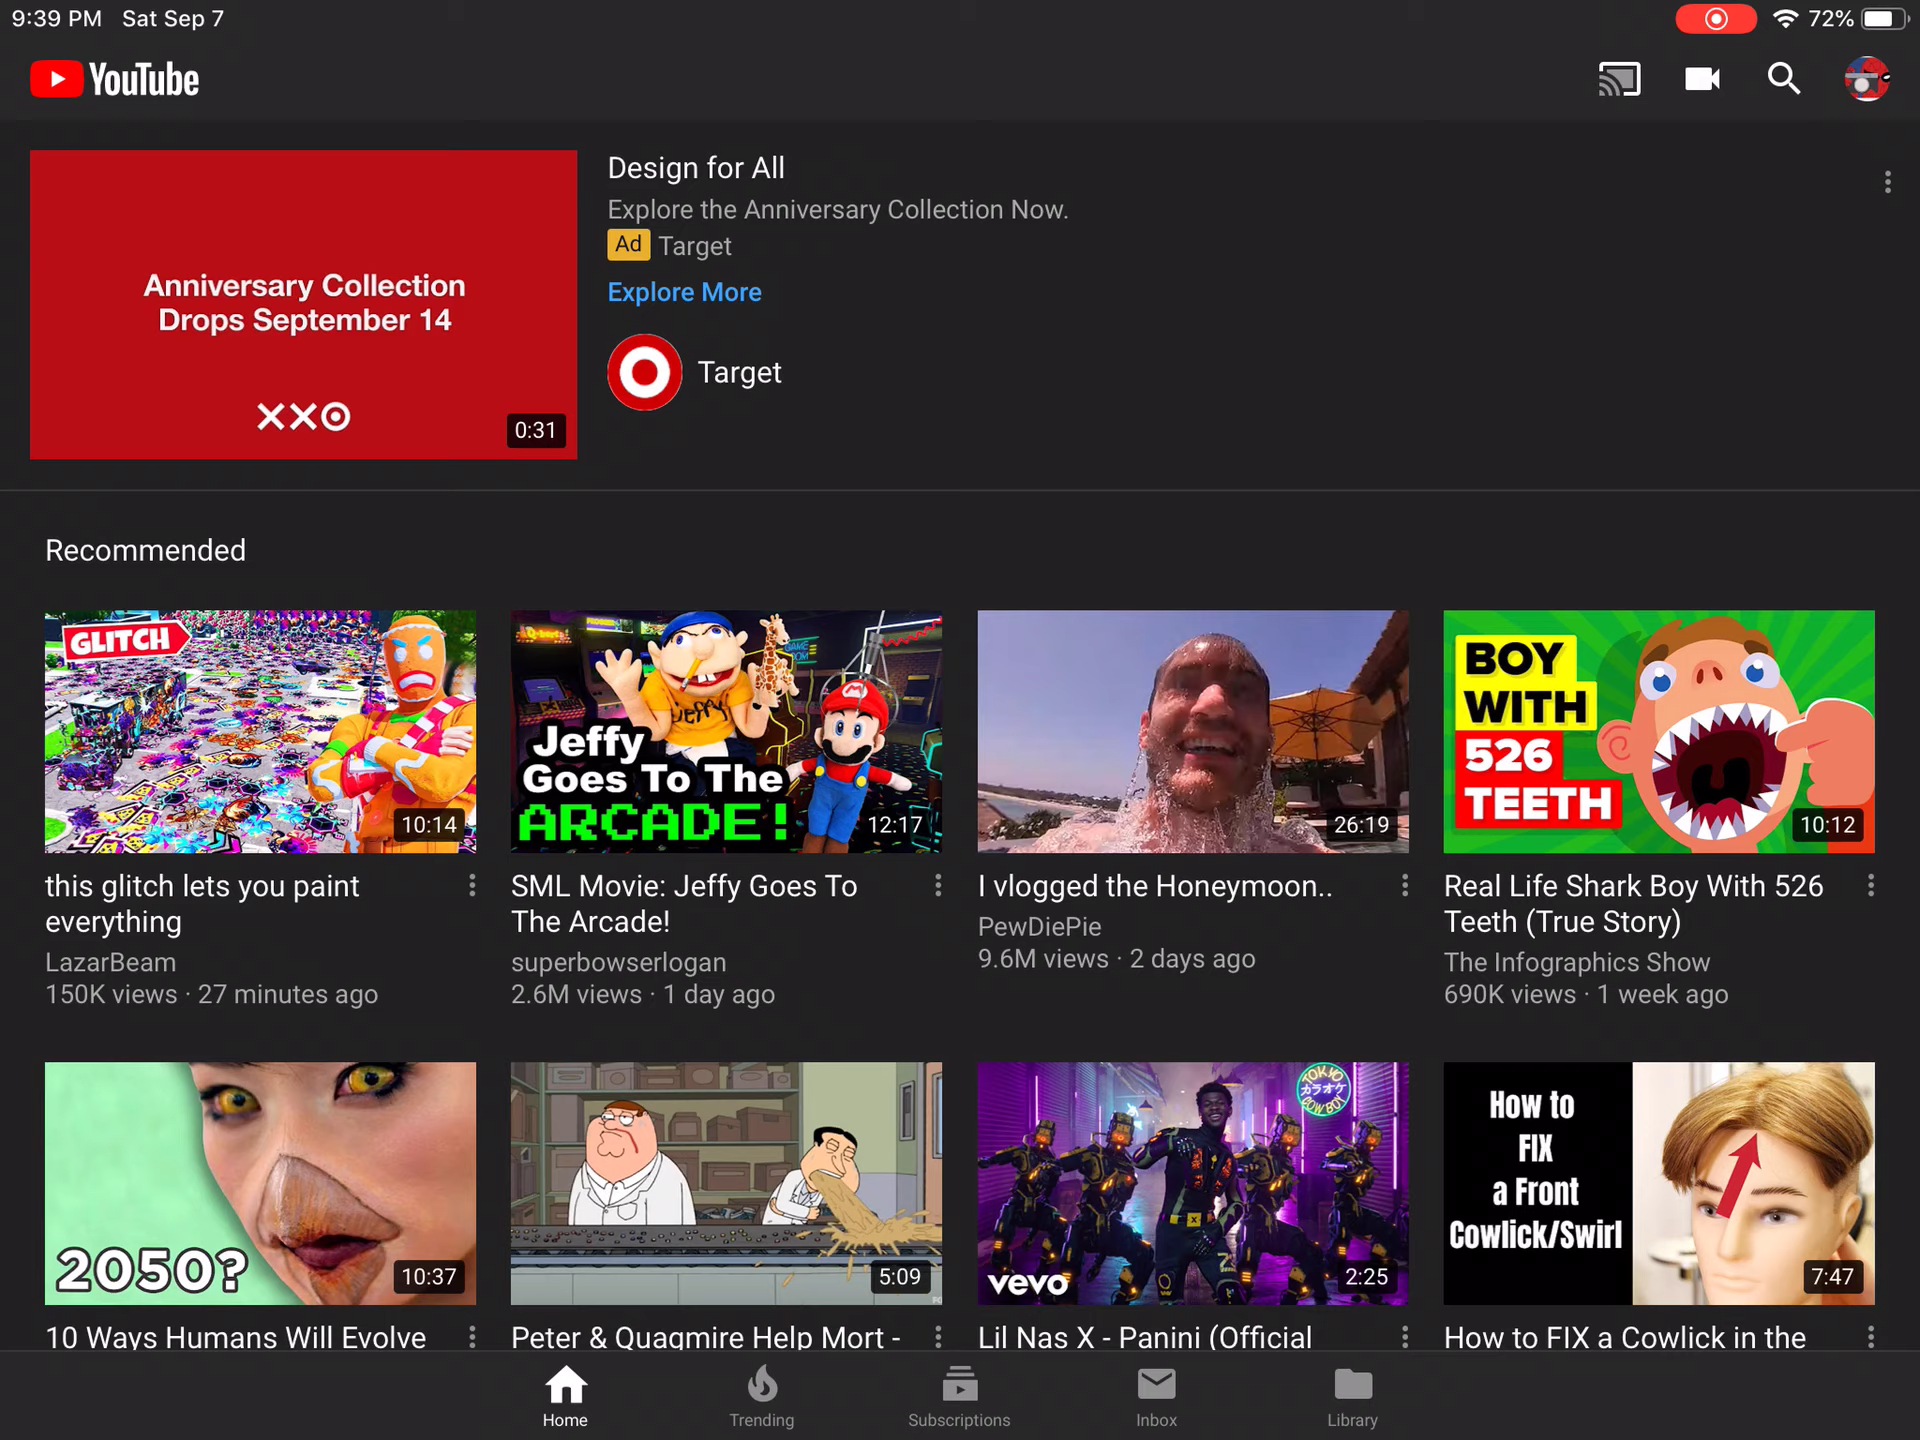 9:39 PM Sat Sep 7
72%
YouTube
Anniversary Collection
Drops September 14
0:31
Design for All
Explore the Anniversary Collection Now.
Ad Target
Explore More
Target
Recommended
GLITCH
10:14
this glitch lets you paint
everything
LazarBeam
150K views · 27 minutes ago
Jeffy
Goes To The
ARCADE!
12:17
SML Movie: Jeffy Goes To
The Arcade!
superbowserlogan
2.6M views · 1 day ago
26:19
I vlogged the Honeymoon..
PewDiePie
9.6M views · 2 days ago
BOY
WITH
526
TEETH
10:12
Real Life Shark Boy With 526
Teeth (True Story)
The Infographics Show
690K views · 1 week ago
2050?
10:37
10 Ways Humans Will Evolve
5:09
Peter & Quagmire Help Mort -
TOKYO
カラオケ
COWBOY
vevo
2:25
Lil Nas X - Panini (Official
How to
FIX
a Front
Cowlick/Swirl
7:47
How to FIX a Cowlick in the
Home
Trending
Subscriptions
Inbox
Library